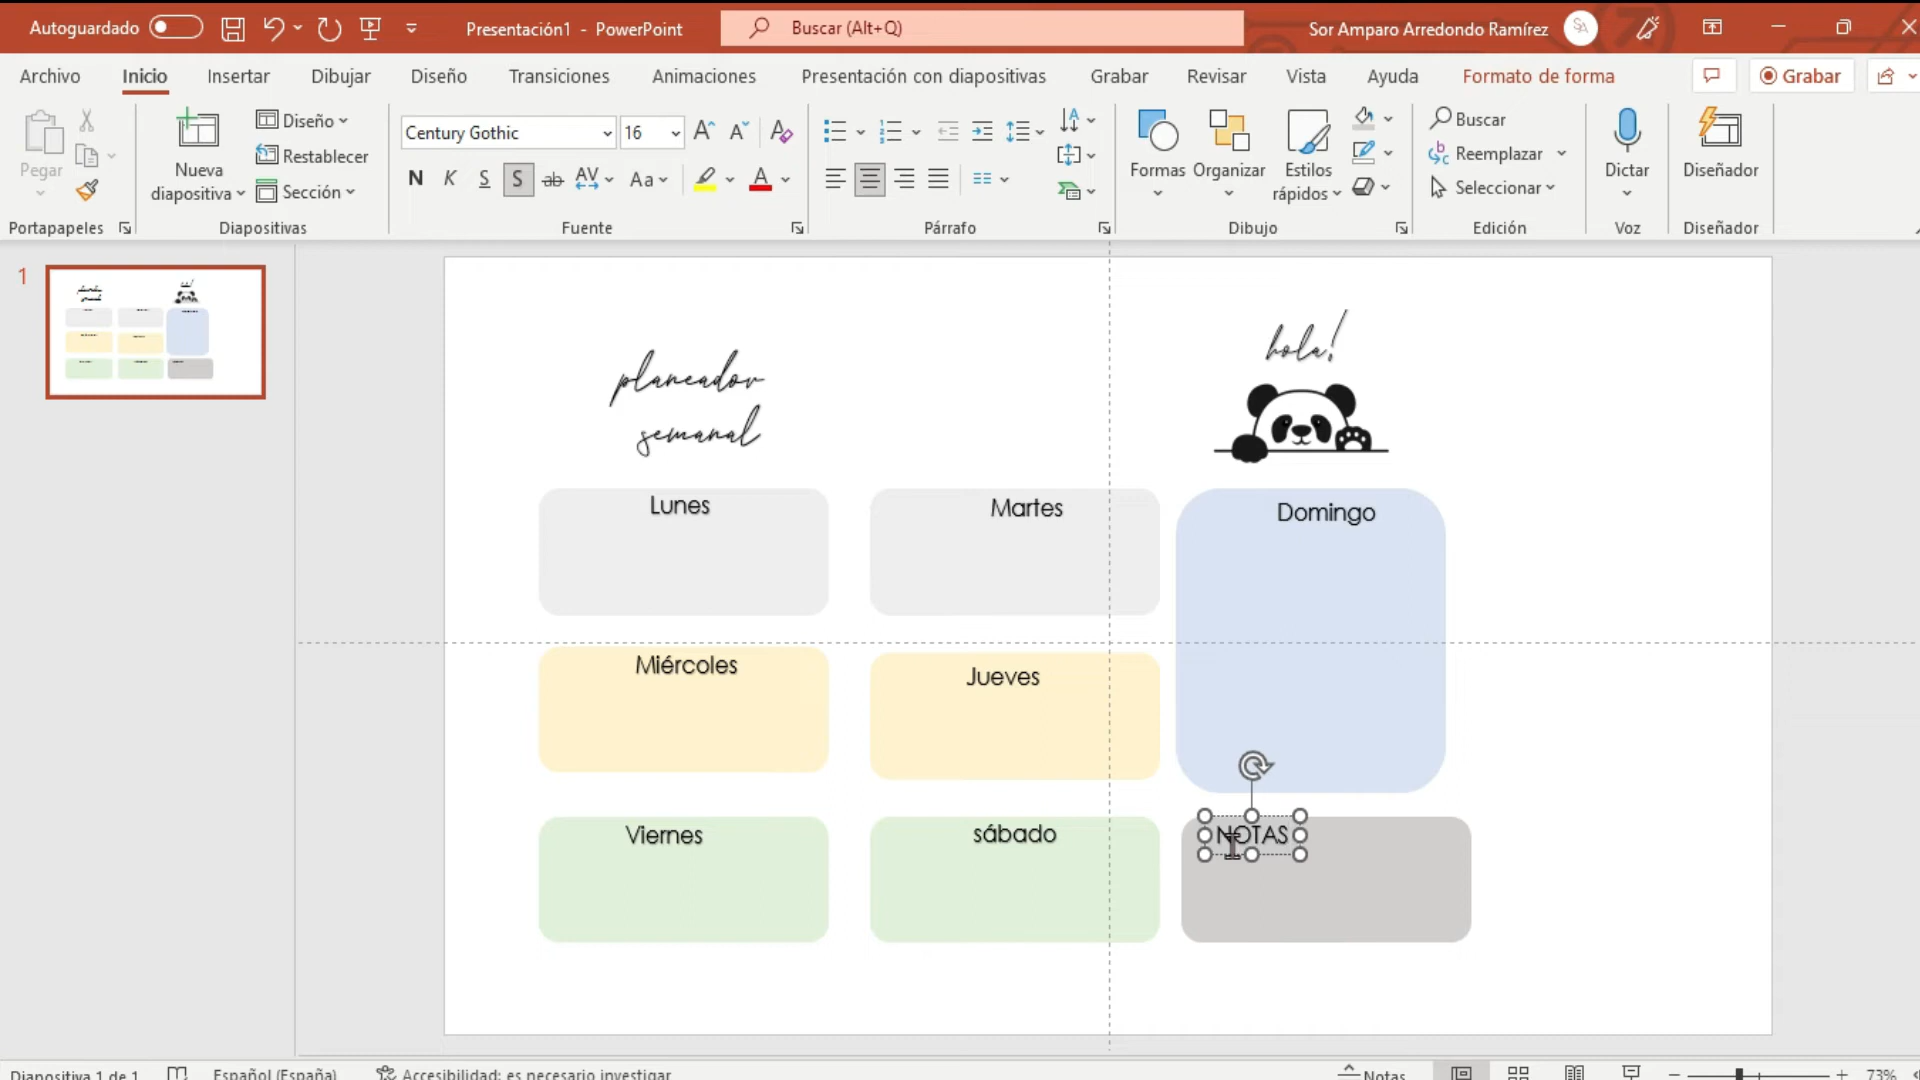 Autoguardado
Presentación1 - PowerPoint
Buscar (Alt+Q)
Sor Amparo Arredondo Ramírez
SA
Archivo Inicio Insertar Dibujar Diseño Transiciones Animaciones Presentación con diapositivas Grabar Revisar Vista Ayuda Formato de forma
Grabar
Pegar
Nueva
diapositiva
Diseño
Restablecer
Sección
Century Gothic
16
N K S S ab AV Aa A
Formas
Organizar
Estilos
rápidos
Buscar
Reemplazar
Seleccionar
Dictar
Diseñador
Portapapeles
Diapositivas
Fuente
Párrafo
Dibujo
Edición
Voz
Diseñador
1
planeador
semanal
hola!
Lunes
Martes
Domingo
Miércoles
Jueves
Viernes
sábado
NOTAS
Diapositiva 1 de 1
Español (España)
Accesibilidad: es necesario investigar
Notas
73%